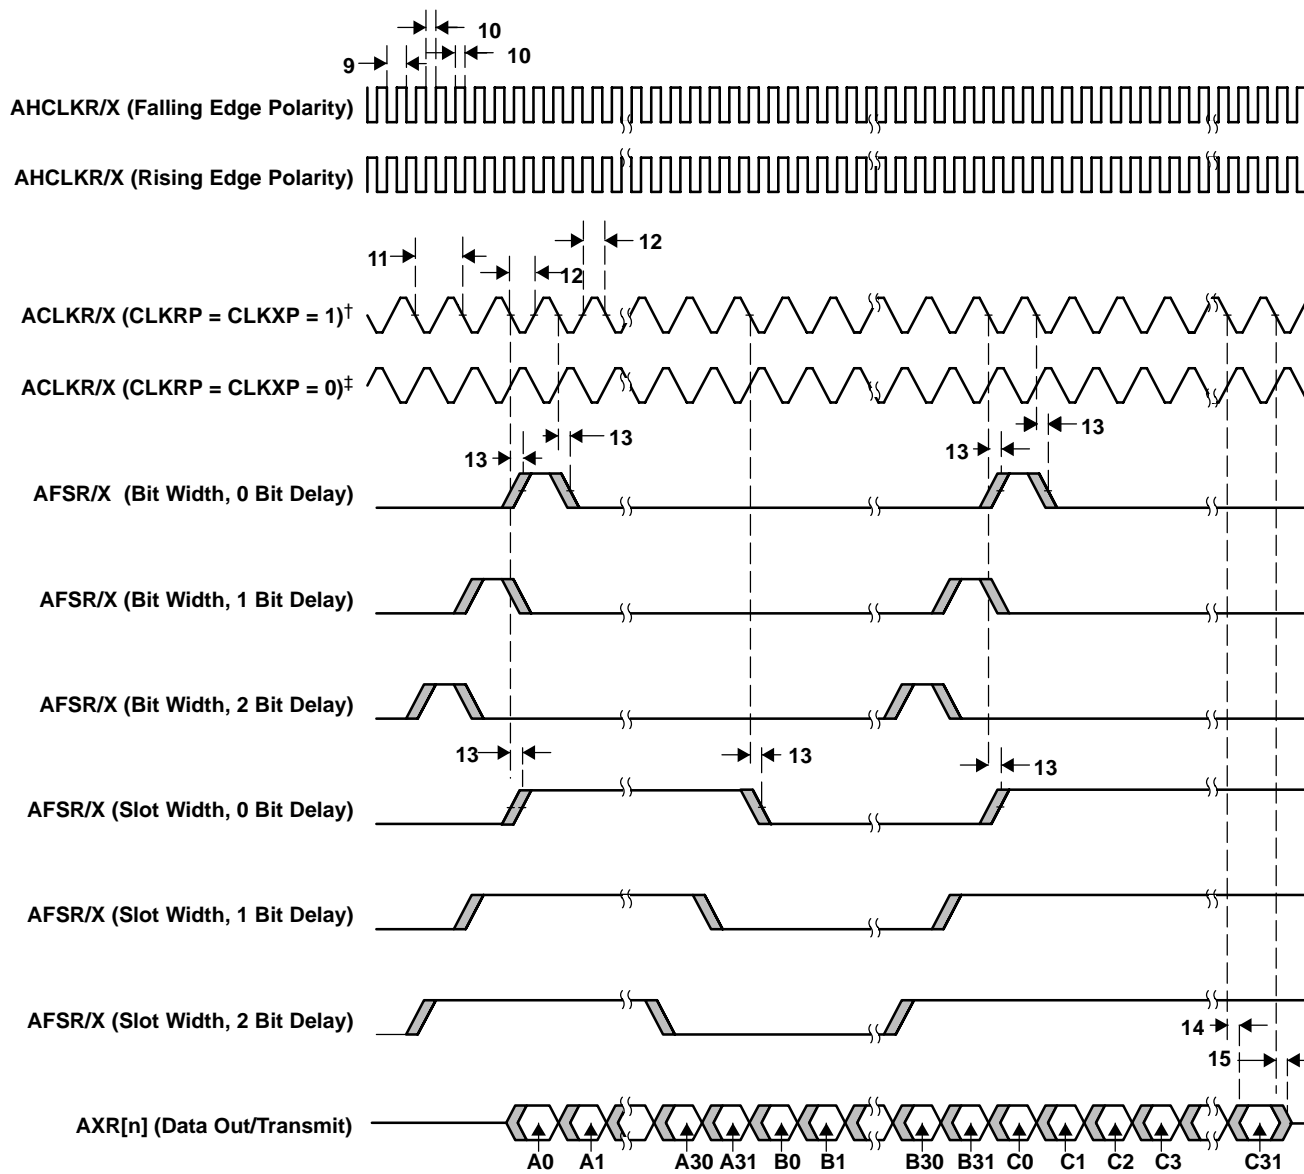 10
10
9
AHCLKR/X (Falling Edge Polarity)
AHCLKR/X (Rising Edge Polarity)
12
11
12
ACLKR/X (CLKRP = CLKXP = 1)†
ACLKR/X (CLKRP = CLKXP = 0)‡
13
13
13
13
AFSR/X (Bit Width, 0 Bit Delay)
AFSR/X (Bit Width, 1 Bit Delay)
AFSR/X (Bit Width, 2 Bit Delay)
13
13
13
AFSR/X (Slot Width, 0 Bit Delay)
AFSR/X (Slot Width, 1 Bit Delay)
AFSR/X (Slot Width, 2 Bit Delay)
14
15
AXR[n] (Data Out/Transmit)
A0 A1 A30 A31 B0 B1 B30 B31 C0 C1 C2 C3 C31